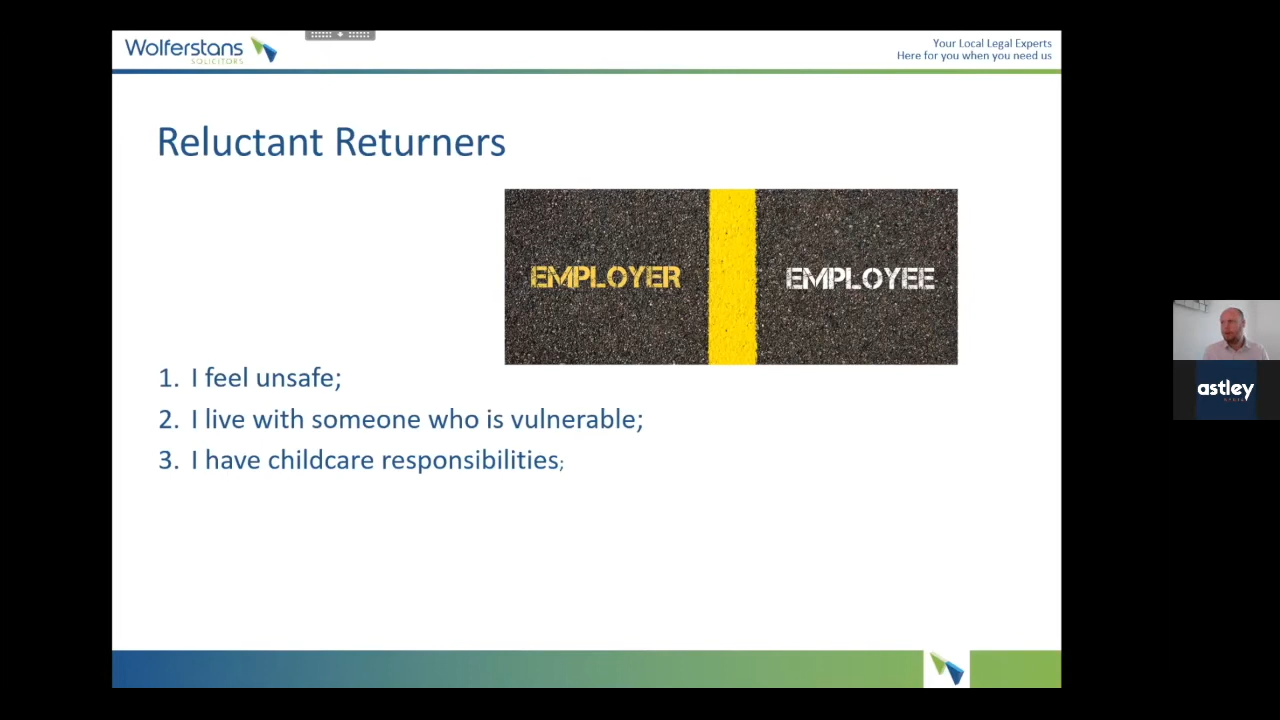 Wolferstans
SOLICITORS
Your Local Legal Experts
Here for you when you need us
Reluctant Returners
EMPLOYER
EMPLOYEE
1. I feel unsafe;
2. I live with someone who is vulnerable;
3. I have childcare responsibilities;
astley
MEDIA